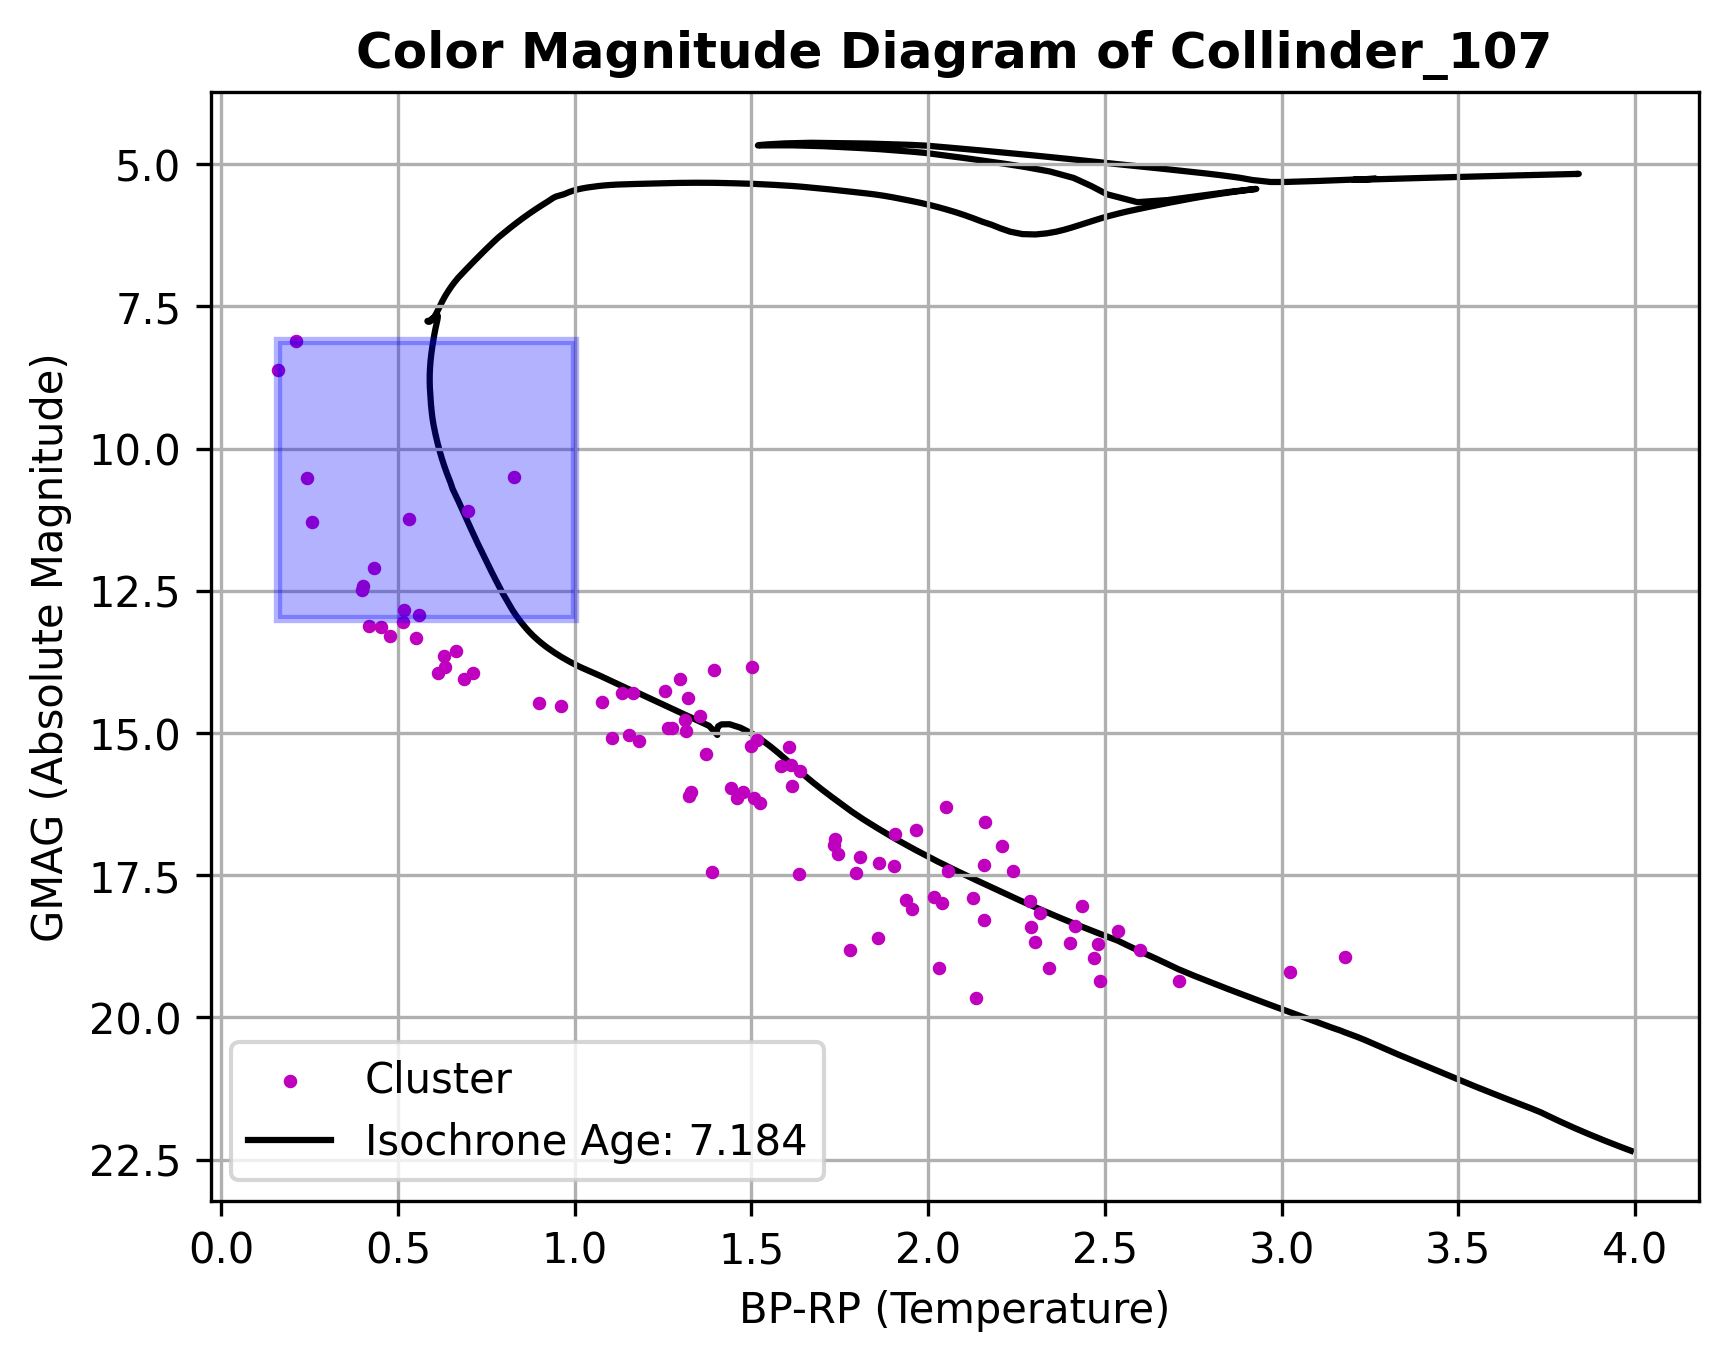 Color Magnitude Diagram of Collinder_107
GMAG (Absolute Magnitude)
5.0
7.5
10.0
12.5
15.0
17.5
20.0
22.5
Cluster
Isochrone Age: 7.184
0.0 0.5 1.0 1.5 2.0 2.5 3.0 3.5 4.0
BP-RP (Temperature)